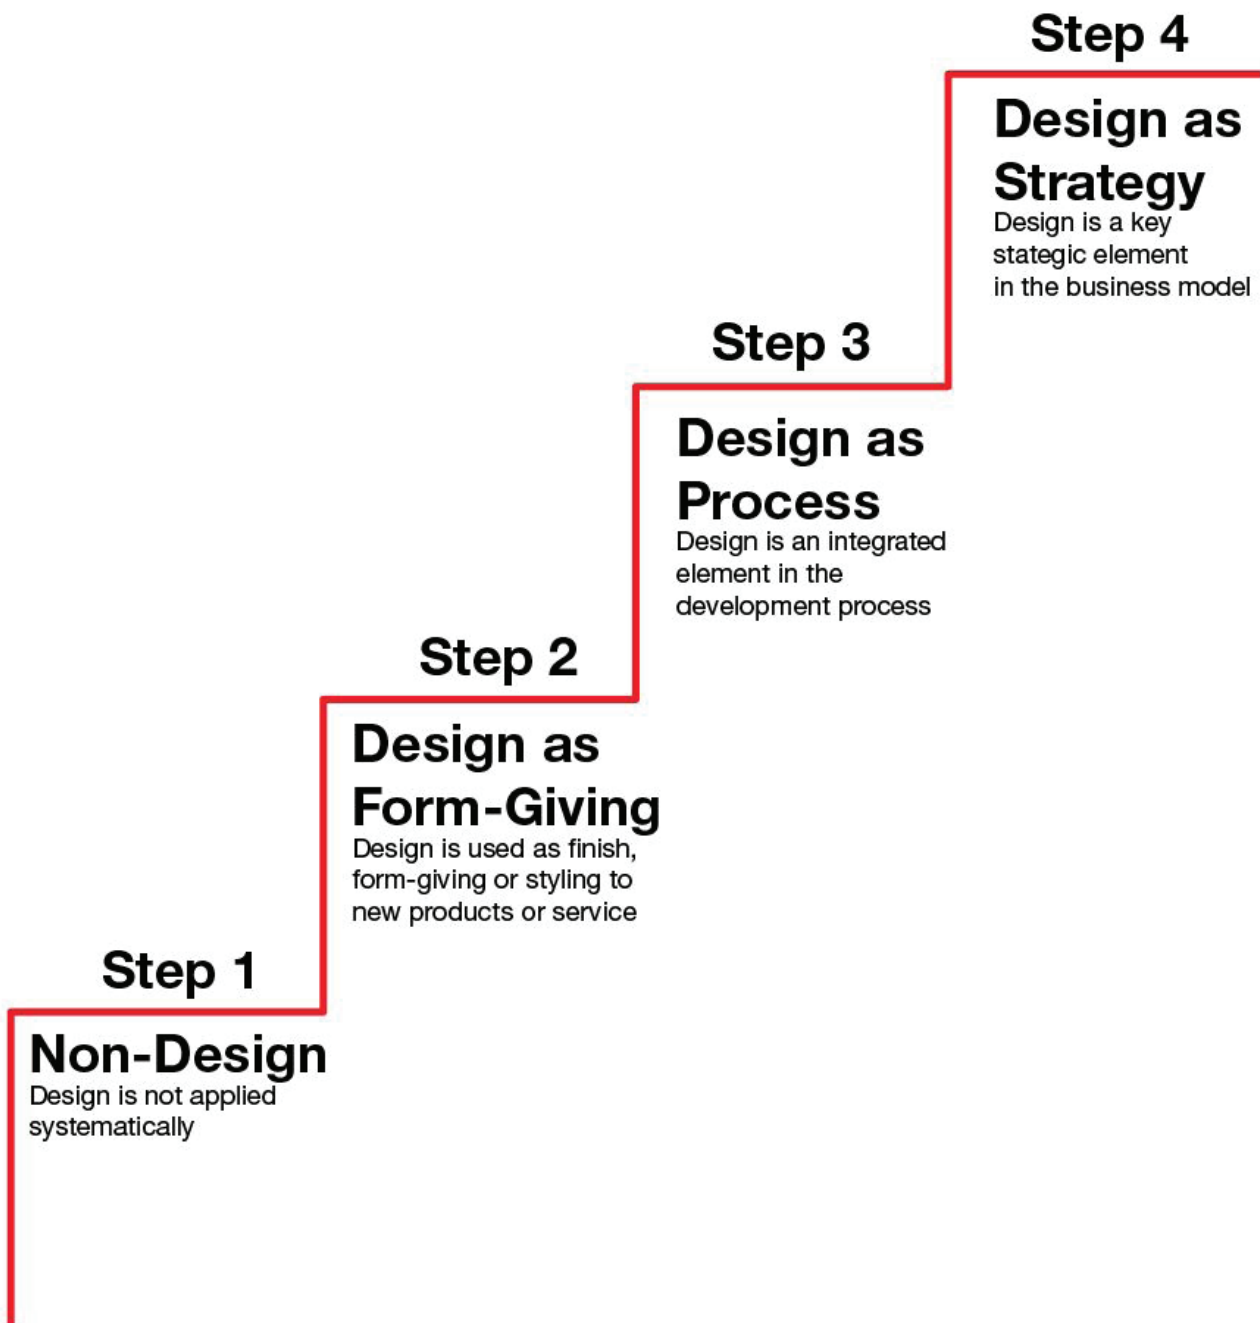 Step 4
Design as
Strategy
Design is a key
stategic element
in the business model
Step 3
Design as
Process
Design is an integrated
element in the
development process
Step 2
Design as
Form-Giving
Design is used as finish,
form-giving or styling to
new products or service
Step 1
Non-Design
Design is not applied
systematically